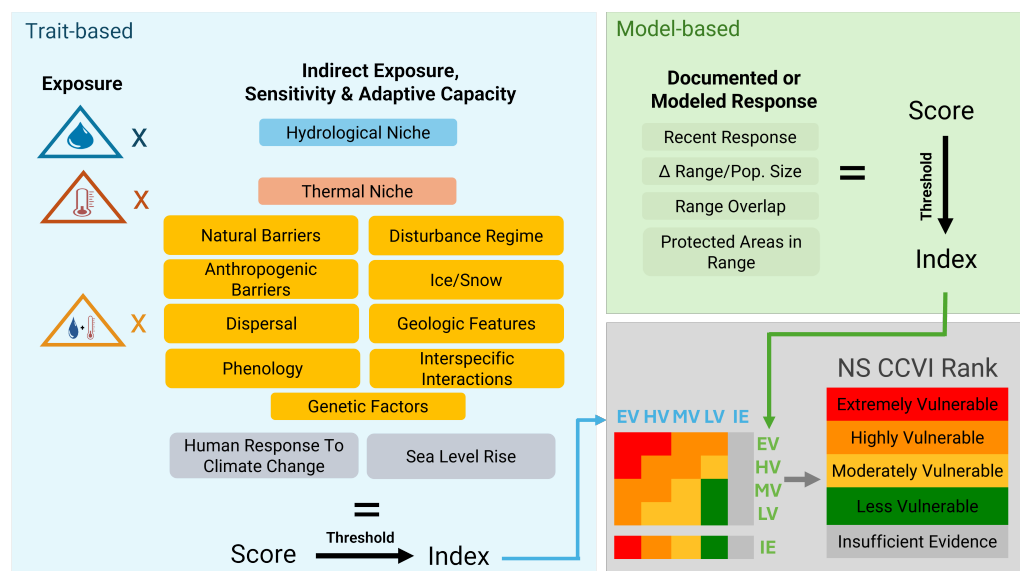 Trait-based
Exposure
Indirect Exposure,
Sensitivity & Adaptive Capacity
X
Hydrological Niche
X
Thermal Niche
Natural Barriers
Disturbance Regime
Anthropogenic
Barriers
Ice/Snow
X
Dispersal
Geologic Features
Phenology
Interspecific
Interactions
Genetic Factors
Human Response To
Climate Change
Sea Level Rise
=
Score
Threshold
Index
Model-based
Documented or
Modeled Response
Recent Response
Δ Range/Pop. Size
Range Overlap
Protected Areas in
Range
=
Score
Threshold
Index
NS CCVI Rank
EV HV MV LV IE
EV
HV
MV
LV
IE
Extremely Vulnerable
Highly Vulnerable
Moderately Vulnerable
Less Vulnerable
Insufficient Evidence